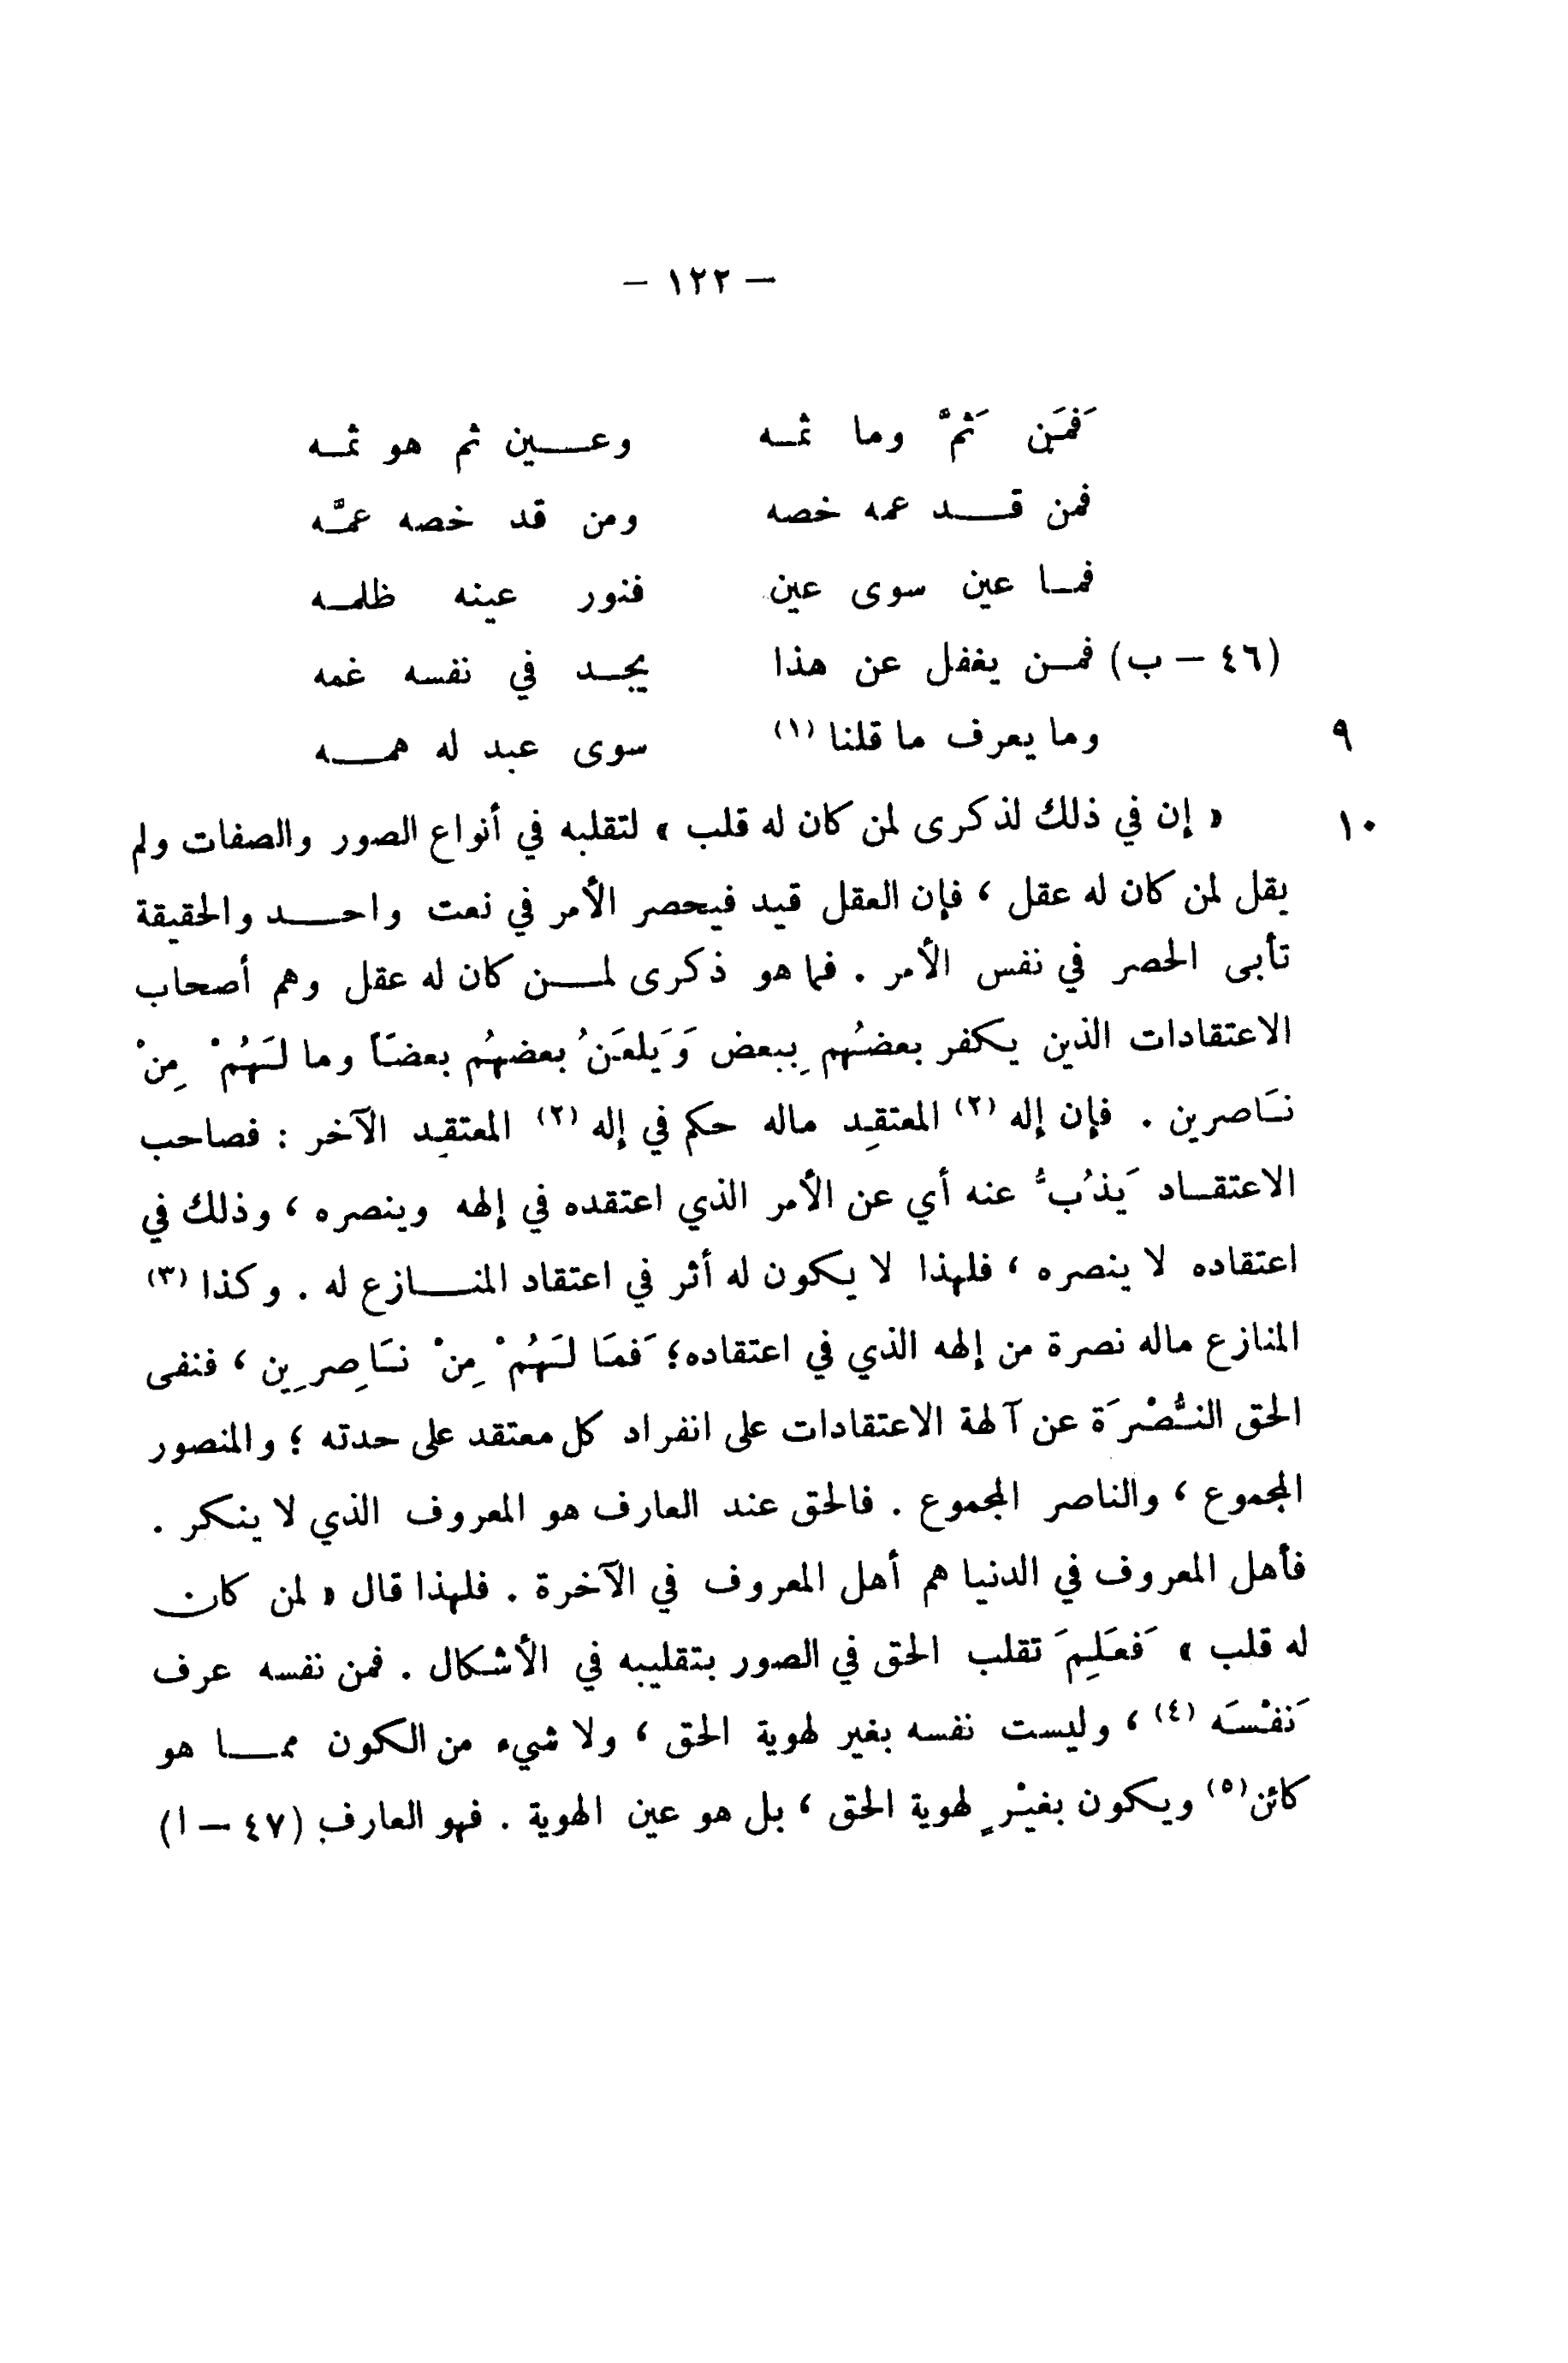 — ١٢٢ —
فَمَن ثَمَّ وما ثمه وعين ثم هو ثمه
فمن قد عمه خصه ومن قد خصه عمَّه
فما عين سوى عين فنور عينه ظلمه
(٤٦ – ب) فمن يغفل عن هذا يجد في نفسه غمه
٩ وما يعرف ما قلنا (١) سوى عبد له همه
١٠ « إن في ذلك لذكرى لمن كان له قلب » لتقلبه في أنواع الصور والصفات ولم
يقل لمن كان له عقل ، فإن العقل قيد فيحصر الأمر في نعت واحد والحقيقة
تأبى الحصر في نفس الأمر . فما هو ذكرى لمن كان له عقل وهم أصحاب
الاعتقادات الذين يكفر بعضُهم بِبعض وَيَلعَنُ بعضهُم بعضَاً وما لَهُمْ مِنْ
نَاصرين . فإن إله (٢) المعتقِد ماله حكم في إله (٢) المعتقِد الآخر : فصاحب
الاعتقاد يَذُبُّ عنه أي عن الأمر الذي اعتقده في إلهه وينصره ، وذلك في
اعتقاده لا ينصره ، فلهذا لا يكون له أثر في اعتقاد المنازع له . وكذا (٣)
المنازع ماله نصرة من إلهه الذي في اعتقاده؛ فَمَا لَهُمْ مِنْ نَاصِرِين ، فنفى
الحق النُّصْرَة عن آلهة الاعتقادات على انفراد كل معتقد على حدته ؛ والمنصور
المجموع ، والناصر المجموع . فالحق عند العارف هو المعروف الذي لا ينكر .
فأهل المعروف في الدنيا هم أهل المعروف في الآخرة . فلهذا قال « لمن كان
له قلب » فَعَلِمَ تقلب الحق في الصور بتقليبه في الأشكال . فمن نفسه عرف
نَفْسَه (٤) ، وليست نفسه بغير لهوية الحق ، ولا شيء من الكون مما هو
كائن(٥) ويكون بغيْرٍ لهوية الحق ، بل هو عين الهوية . فهو العارف (٤٧ – ا)